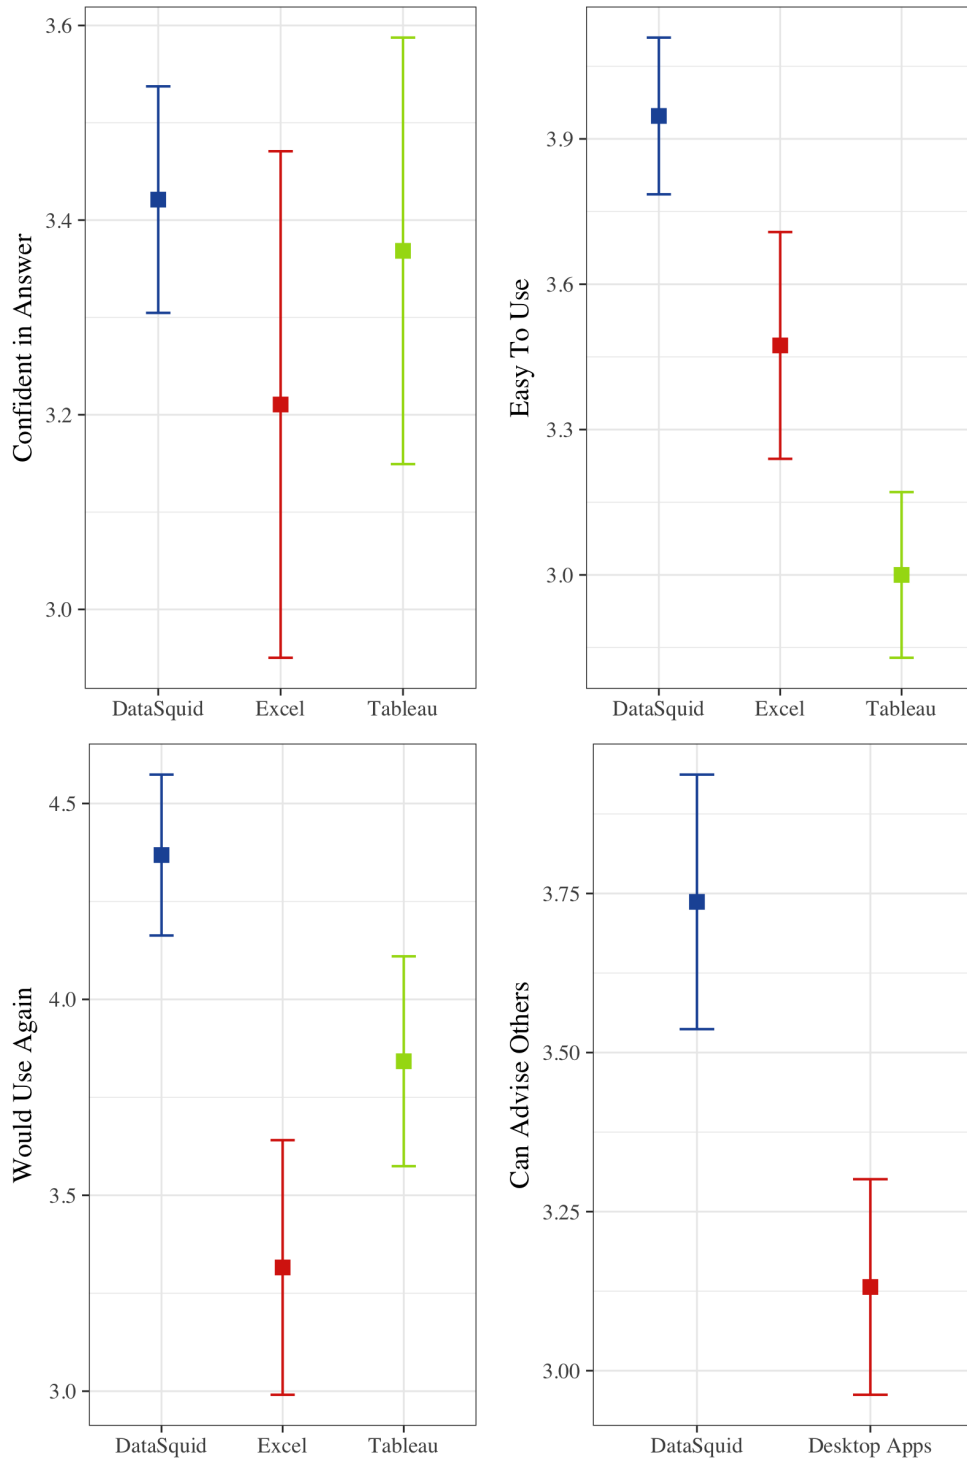 Confident in Answer
3.6
3.4
3.2
3.0
DataSquid Excel Tableau
Easy To Use
3.9
3.6
3.3
3.0
DataSquid Excel Tableau
Would Use Again
4.5
4.0
3.5
3.0
DataSquid Excel Tableau
Can Advise Others
3.75
3.50
3.25
3.00
DataSquid Desktop Apps